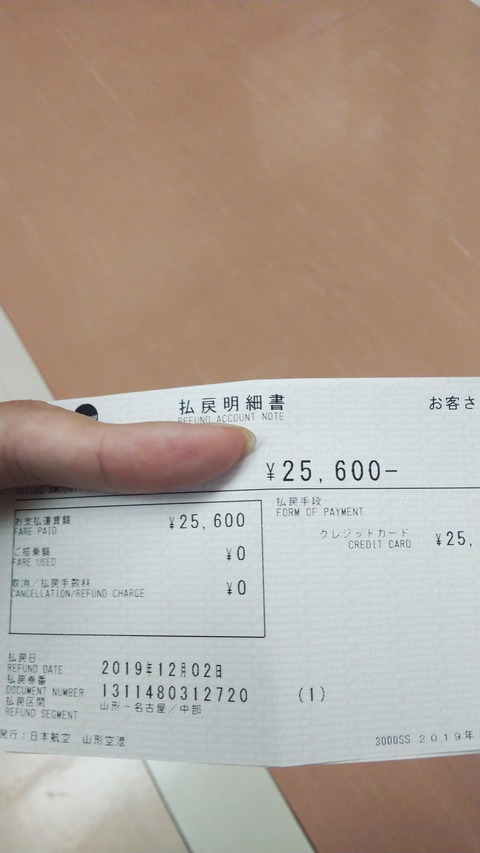 払戻明細書
REFUND ACCOUNT NOTE
お客さ
REFUND AMOUNT
¥25,600-
お支払運賃額 ¥25,600
FARE PAID
ご搭乗額 ¥0
FARE USED
取消/払戻手数料 ¥0
CANCELLATION/REFUND CHARGE
払戻手段
FORM OF PAYMENT
クレジットカード ¥25,
CREDIT CARD
払戻日
REFUND DATE 2019年12月02日
払戻券番
DOCUMENT NUMBER 1311480312720 (1)
払戻区間
REFUND SEGMENT 山形-名古屋/中部
発行:日本航空 山形空港
3000SS 2019年